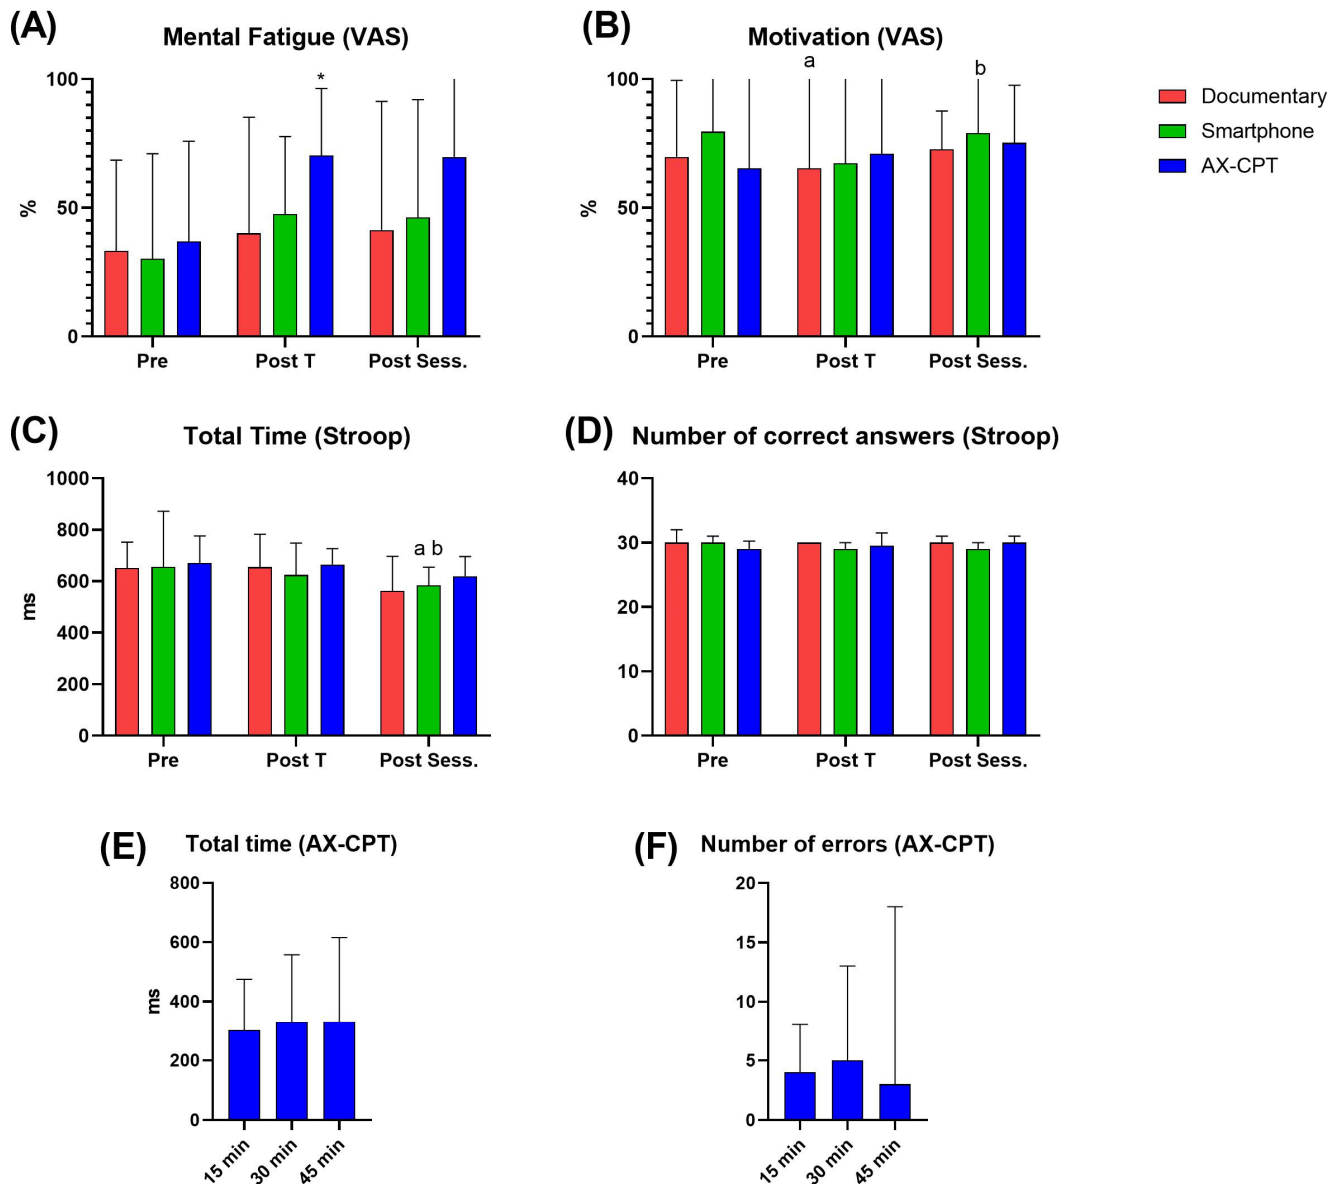 (A)
Mental Fatigue (VAS)
100
50
0
%
*
Pre
Post T
Post Sess.
(B)
Motivation (VAS)
100
50
0
%
a
b
Pre
Post T
Post Sess.
Documentary
Smartphone
AX-CPT
(C)
Total Time (Stroop)
1000
800
600
400
200
0
ms
a b
Pre
Post T
Post Sess.
(D)
Number of correct answers (Stroop)
40
30
20
10
0
Pre
Post T
Post Sess.
(E)
Total time (AX-CPT)
800
600
400
200
0
ms
15 min
30 min
45 min
(F)
Number of errors (AX-CPT)
20
15
10
5
0
15 min
30 min
45 min